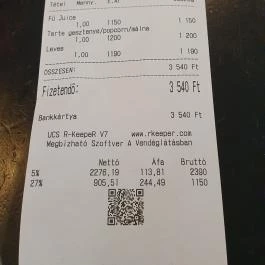 Tétel Menny. E.Ár
Fő Juice 1 150
1,00 1150
Torte gesztenye/popcorn/málna
1,00 1200 1 200
Leves 1 190
1,00 1190
ÖSSZESEN: 3 540 Ft
Fizetendő: 3 540 Ft
Bankkártya 3 540 Ft
UCS R-KeepeR V7 www.rkeeper.com
Megbízható Szoftver A Vendéglátásban
Nettó Áfa Bruttó
5% 2276,19 113,81 2390
27% 905,51 244,49 1150